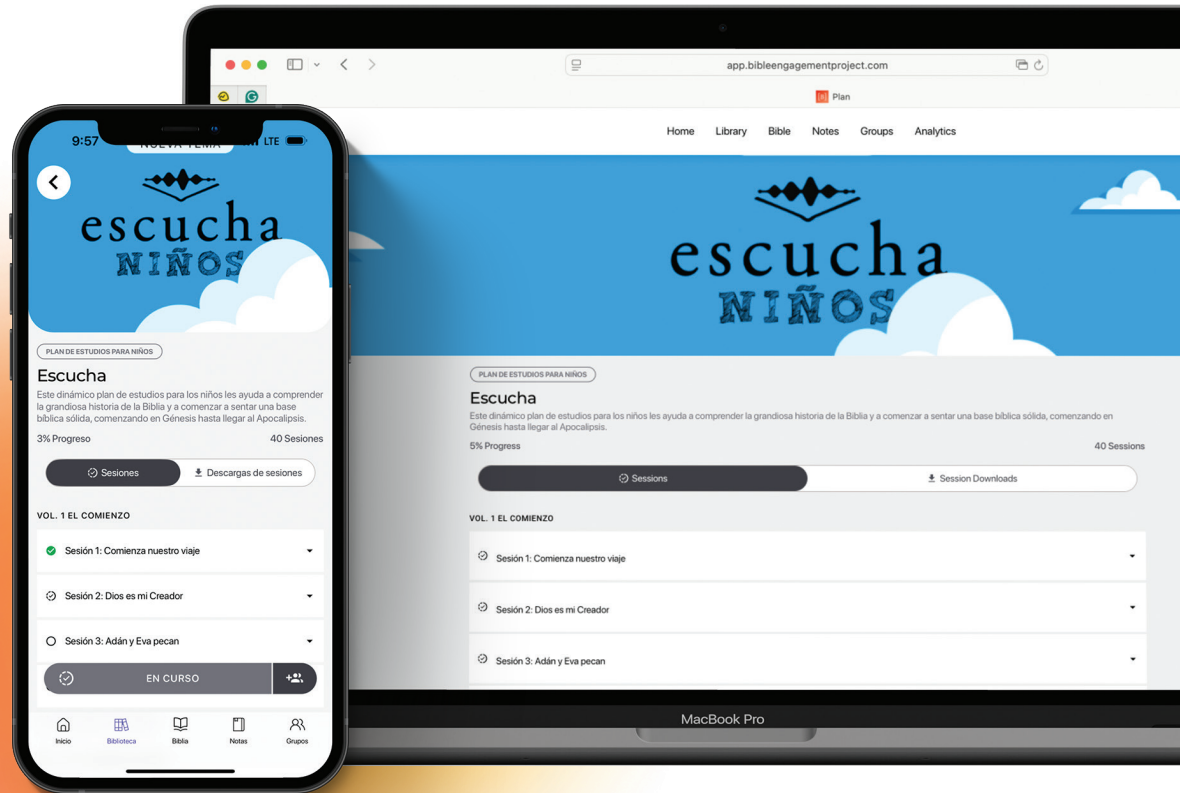 9:57
LTE
escucha
NIÑOS
PLAN DE ESTUDIOS PARA NIÑOS
Escucha
Este dinámico plan de estudios para los niños les ayuda a comprender
la grandiosa historia de la Biblia y a comenzar a sentar una base
bíblica sólida, comenzando en Génesis hasta llegar al Apocalipsis.
3% Progreso
40 Sesiones
Sesiones
Descargas de sesiones
VOL. 1 EL COMIENZO
Sesión 1: Comienza nuestro viaje
Sesión 2: Dios es mi Creador
Sesión 3: Adán y Eva pecan
EN CURSO
Inicio
Biblioteca
Biblia
Notas
Grupos
app.bibleengagementproject.com
Plan
Home Library Bible Notes Groups Analytics
escucha
NIÑOS
PLAN DE ESTUDIOS PARA NIÑOS
Escucha
Este dinámico plan de estudios para los niños les ayuda a comprender la grandiosa historia de la Biblia y a comenzar a sentar una base bíblica sólida, comenzando en
Génesis hasta llegar al Apocalipsis.
5% Progress
40 Sessions
Sessions
Session Downloads
VOL. 1 EL COMIENZO
Sesión 1: Comienza nuestro viaje
Sesión 2: Dios es mi Creador
Sesión 3: Adán y Eva pecan
MacBook Pro